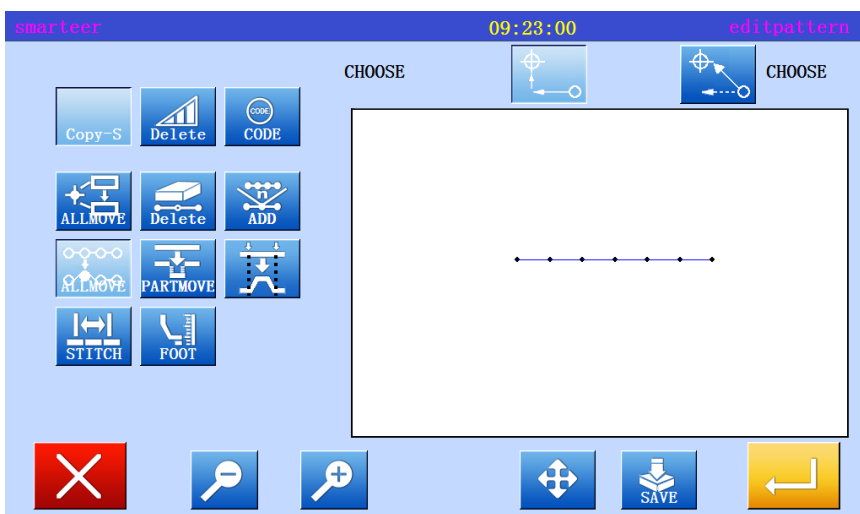 smarteer 09:23:00 editpattern
CHOOSE CHOOSE
Copy-S Delete CODE CODE
ALLMOVE Delete n ADD
ALLMOVE PARTMOVE
STITCH FOOT
SAVE